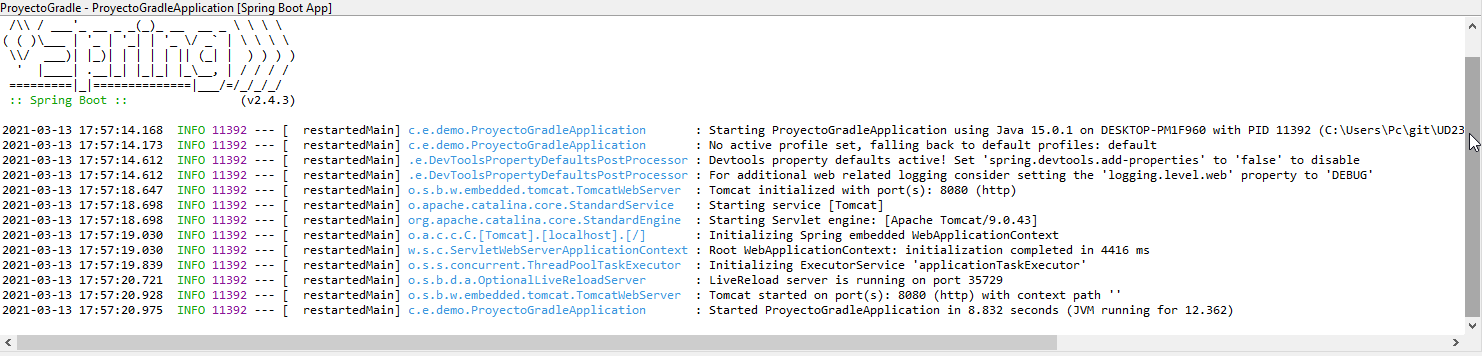 ProyectoGradle - ProyectoGradleApplication [Spring Boot App]
 /\\ / ___'_ __ _ _(_)_ __  __ _ \ \ \ \
( ( )\___ | '_ | '_| | '_ \/ _` | \ \ \ \
 \\/  ___)| |_)| | | | | || (_| |  ) ) ) )
  '  |____| .__|_| |_|_| |_\__, | / / / /
 =========|_|==============|___/=/_/_/_/
 :: Spring Boot ::                (v2.4.3)
2021-03-13 17:57:14.168  INFO 11392 --- [  restartedMain] c.e.demo.ProyectoGradleApplication       : Starting ProyectoGradleApplication using Java 15.0.1 on DESKTOP-PM1F960 with PID 11392 (C:\Users\Pc\git\UD23
2021-03-13 17:57:14.173  INFO 11392 --- [  restartedMain] c.e.demo.ProyectoGradleApplication       : No active profile set, falling back to default profiles: default
2021-03-13 17:57:14.612  INFO 11392 --- [  restartedMain] .e.DevToolsPropertyDefaultsPostProcessor : Devtools property defaults active! Set 'spring.devtools.add-properties' to 'false' to disable
2021-03-13 17:57:14.612  INFO 11392 --- [  restartedMain] .e.DevToolsPropertyDefaultsPostProcessor : For additional web related logging consider setting the 'logging.level.web' property to 'DEBUG'
2021-03-13 17:57:18.647  INFO 11392 --- [  restartedMain] o.s.b.w.embedded.tomcat.TomcatWebServer  : Tomcat initialized with port(s): 8080 (http)
2021-03-13 17:57:18.698  INFO 11392 --- [  restartedMain] o.apache.catalina.core.StandardService   : Starting service [Tomcat]
2021-03-13 17:57:18.698  INFO 11392 --- [  restartedMain] org.apache.catalina.core.StandardEngine  : Starting Servlet engine: [Apache Tomcat/9.0.43]
2021-03-13 17:57:19.030  INFO 11392 --- [  restartedMain] o.a.c.c.C.[Tomcat].[localhost].[/]       : Initializing Spring embedded WebApplicationContext
2021-03-13 17:57:19.030  INFO 11392 --- [  restartedMain] w.s.c.ServletWebServerApplicationContext : Root WebApplicationContext: initialization completed in 4416 ms
2021-03-13 17:57:19.839  INFO 11392 --- [  restartedMain] o.s.s.concurrent.ThreadPoolTaskExecutor  : Initializing ExecutorService 'applicationTaskExecutor'
2021-03-13 17:57:20.721  INFO 11392 --- [  restartedMain] o.s.b.d.a.OptionalLiveReloadServer       : LiveReload server is running on port 35729
2021-03-13 17:57:20.928  INFO 11392 --- [  restartedMain] o.s.b.w.embedded.tomcat.TomcatWebServer  : Tomcat started on port(s): 8080 (http) with context path ''
2021-03-13 17:57:20.975  INFO 11392 --- [  restartedMain] c.e.demo.ProyectoGradleApplication       : Started ProyectoGradleApplication in 8.832 seconds (JVM running for 12.362)